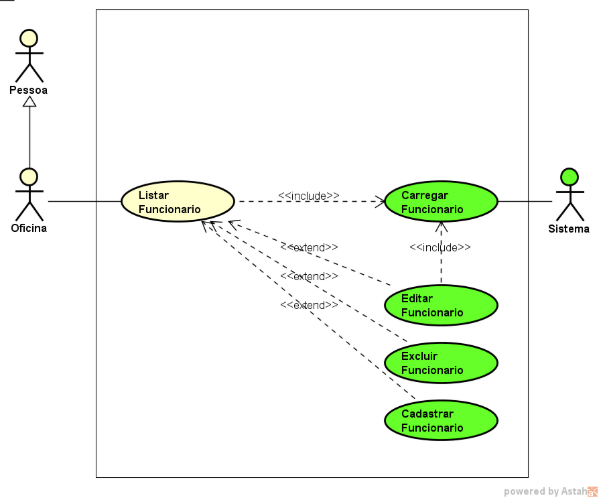 Pessoa
Oficina
Listar
Funcionario
<<include>>
Carregar
Funcionario
Sistema
<<extend>>
<<include>>
<<extend>>
<<extend>>
Editar
Funcionario
Excluir
Funcionario
Cadastrar
Funcionario
powered by Astah